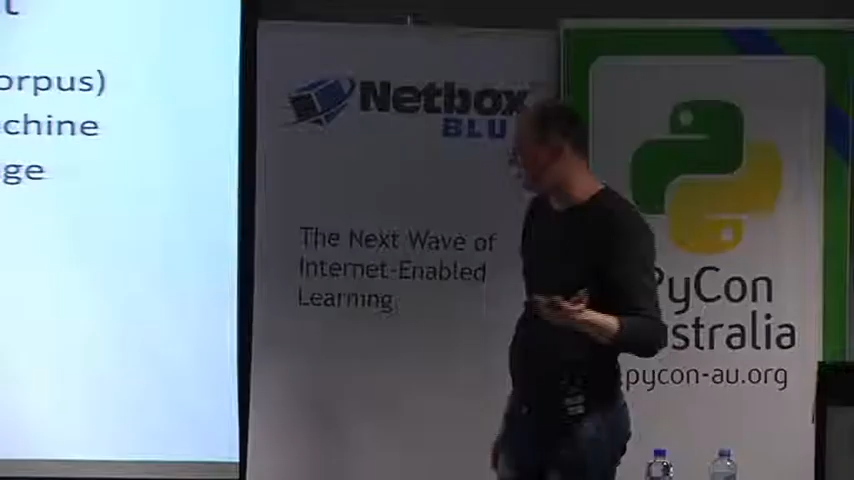 orpus)
chine
ge
Netbox
BLU
The Next Wave of
Internet-Enabled
Learning
PyCon
stralia
pycon-au.org